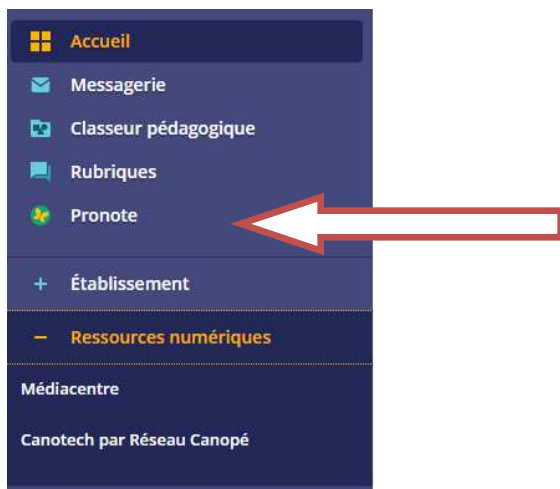 Accueil
Messagerie
Classeur pédagogique
Rubriques
Pronote
Établissement
Ressources numériques
Médiacentre
Canotech par Réseau Canopé